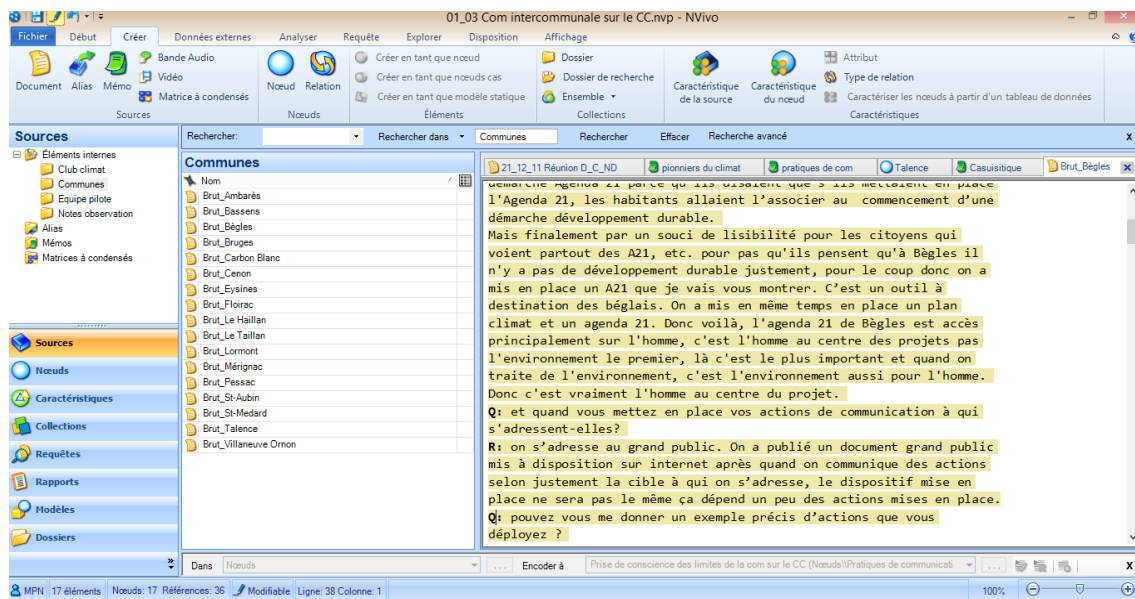 01_03 Com intercommunale sur le CC.nvp - NVivo
Fichier Début Créer Données externes Analyser Requête Explorer Disposition Affichage
Document Alias Mémo
Bande Audio
Vidéo
Matrice à condensés
Sources
Nœud Relation
Nœuds
Créer en tant que nœud
Créer en tant que nœuds cas
Créer en tant que modèle statique
Éléments
Dossier
Dossier de recherche
Ensemble
Collections
Caractéristique de la source
Caractéristique du nœud
Attribut
Type de relation
Caractériser les nœuds à partir d'un tableau de données
Caractéristiques
Sources
Éléments internes
Club climat
Communes
Equipe pilote
Notes observation
Alias
Mémos
Matrices à condensés
Sources
Nœuds
Caractéristiques
Collections
Requêtes
Rapports
Modèles
Dossiers
Rechercher: Rechercher dans Communes Rechercher Effacer Recherche avancé x
Communes
Nom
Brut_Ambarès
Brut_Bassens
Brut_Bègles
Brut_Bruges
Brut_Carbon Blanc
Brut_Cenon
Brut_Eysines
Brut_Floirac
Brut_Le Haillan
Brut_Le Taillan
Brut_Lormont
Brut_Mérignac
Brut_Pessac
Brut_St-Aubin
Brut_St-Medard
Brut_Talence
Brut_Villaneuve Ornon
21_12_11 Réunion D_C_ND pionniers du climat pratiques de com Talence Casuisitique Brut_Bègles
démarche Agenda 21 parce qu'ils disaient que s'ils mettaient en place
l'Agenda 21, les habitants allaient l'associer au commencement d'une
démarche développement durable.
Mais finalement par un souci de lisibilité pour les citoyens qui
voient partout des A21, etc. pour pas qu'ils pensent qu'à Bègles il
n'y a pas de développement durable justement, pour le coup donc on a
mis en place un A21 que je vais vous montrer. C'est un outil à
destination des béglais. On a mis en même temps en place un plan
climat et un agenda 21. Donc voilà, l'agenda 21 de Bègles est accès
principalement sur l'homme, c'est l'homme au centre des projets pas
l'environnement le premier, là c'est le plus important et quand on
traite de l'environnement, c'est l'environnement aussi pour l'homme.
Donc c'est vraiment l'homme au centre du projet.
Q: et quand vous mettez en place vos actions de communication à qui
s'adressent-elles?
R: on s'adresse au grand public. On a publié un document grand public
mis à disposition sur internet après quand on communique des actions
selon justement la cible à qui on s'adresse, le dispositif mise en
place ne sera pas le même ça dépend un peu des actions mises en place.
Q: pouvez vous me donner un exemple précis d'actions que vous
déployez ?
Dans Nœuds ... Encoder à Prise de conscience des limites de la com sur le CC (Nœuds\\Pratiques de communicati ... x
MPN 17 éléments Nœuds: 17 Références: 36 Modifiable Ligne: 38 Colonne: 1 100%